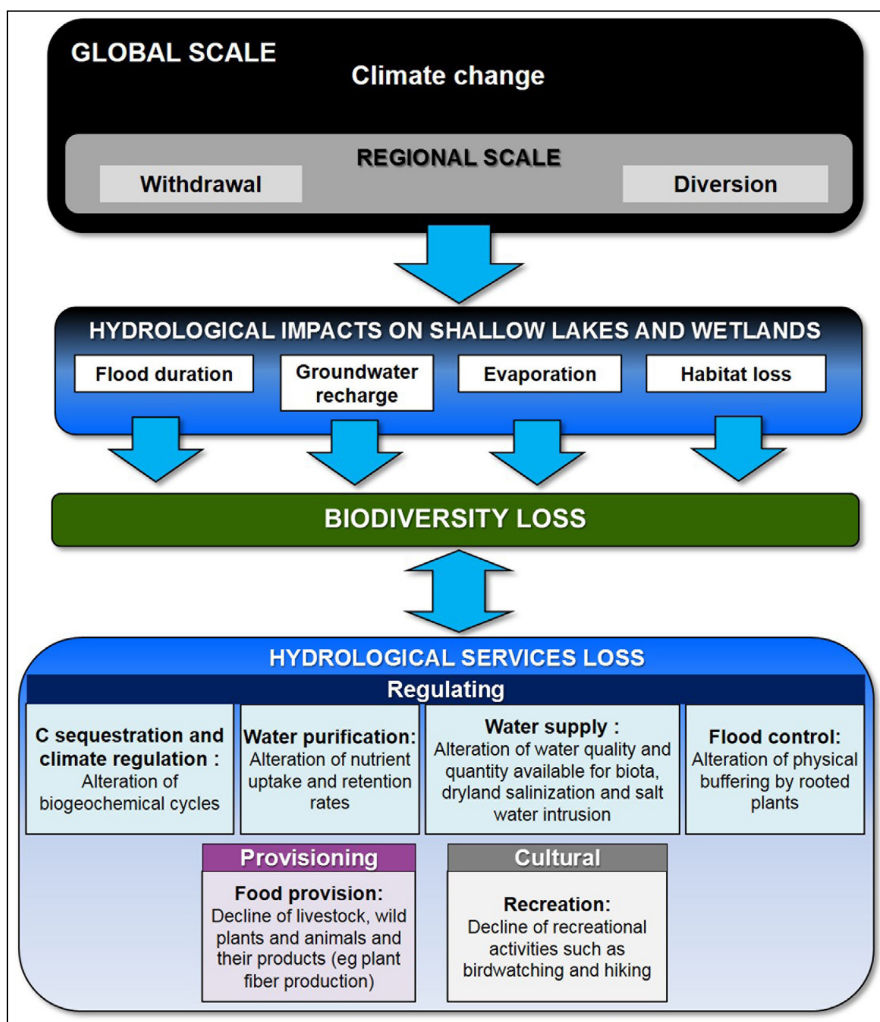 GLOBAL SCALE
Climate change
REGIONAL SCALE
Withdrawal
Diversion
HYDROLOGICAL IMPACTS ON SHALLOW LAKES AND WETLANDS
Flood duration
Groundwater
recharge
Evaporation
Habitat loss
BIODIVERSITY LOSS
HYDROLOGICAL SERVICES LOSS
Regulating
C sequestration and
climate regulation :
Alteration of
biogeochemical cycles
Water purification:
Alteration of nutrient
uptake and retention
rates
Water supply :
Alteration of water quality and
quantity available for biota,
dryland salinization and salt
water intrusion
Flood control:
Alteration of physical
buffering by rooted
plants
Provisioning
Food provision:
Decline of livestock, wild
plants and animals and
their products (eg plant
fiber production)
Cultural
Recreation:
Decline of recreational
activities such as
birdwatching and hiking